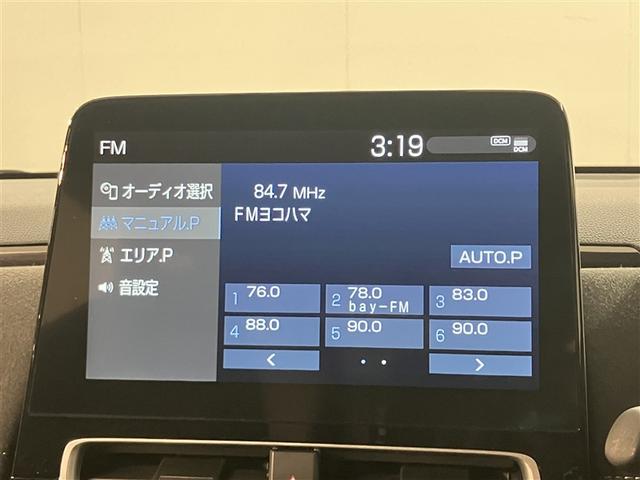 FM
3:19
DCM
DCM
オーディオ選択
マニュアル.P
エリア.P
音設定
84.7 MHz
FMヨコハマ
AUTO.P
1 76.0
2 78.0
bay-FM
3 83.0
4 88.0
5 90.0
6 90.0
<
>